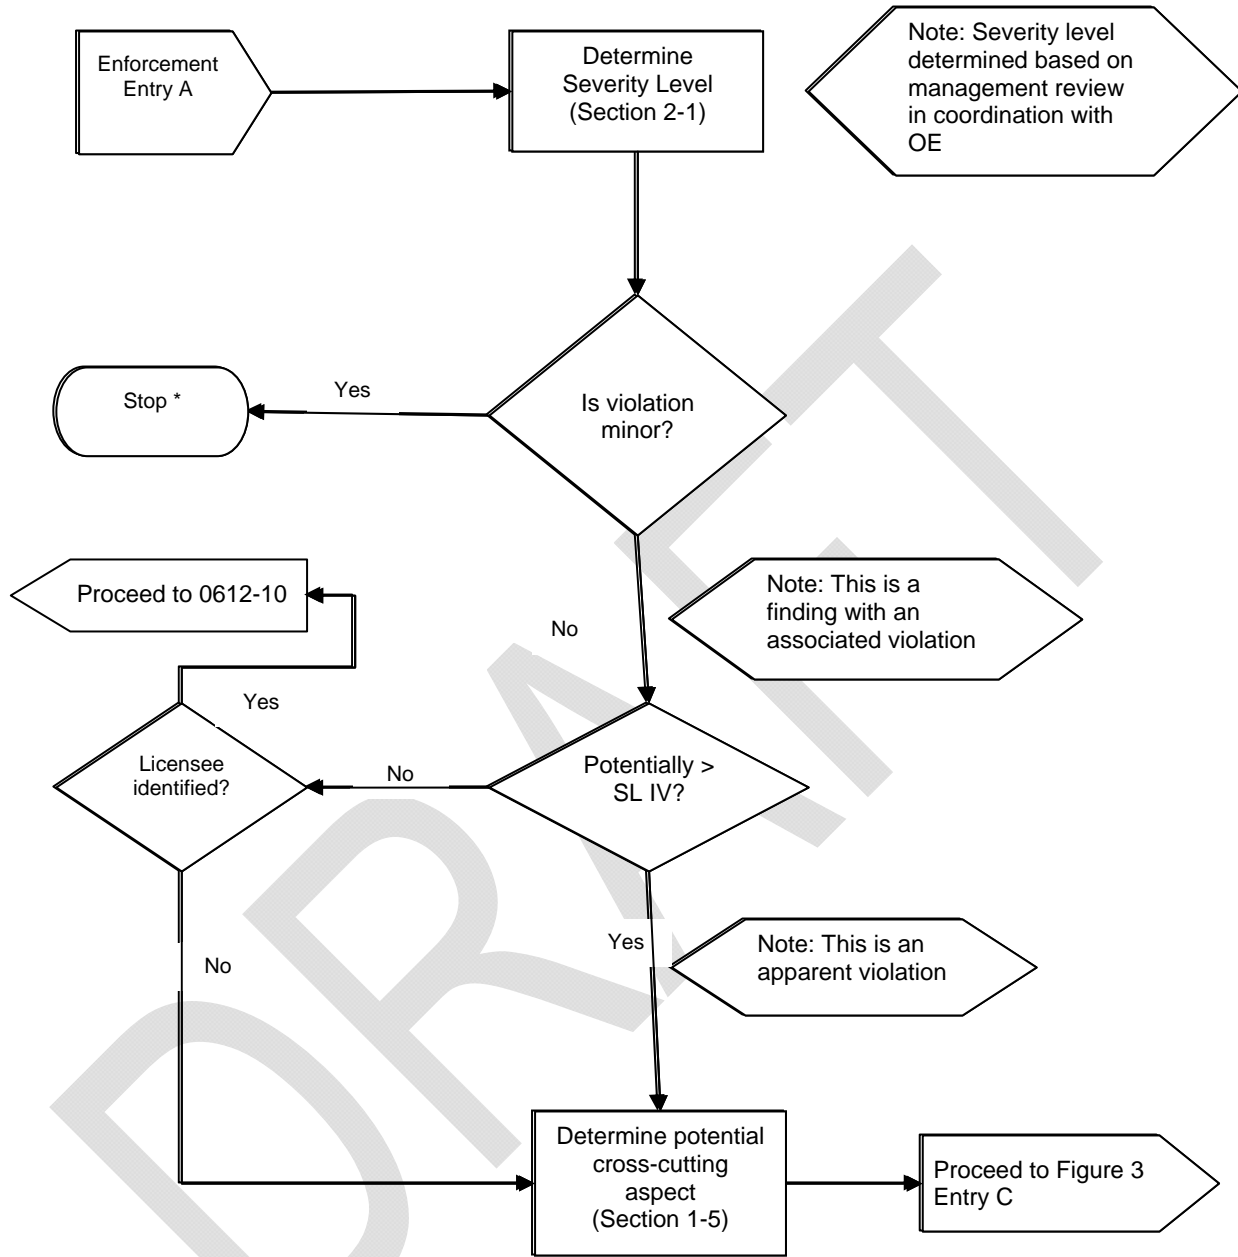 Enforcement
Entry A
Determine
Severity Level
(Section 2-1)
Note: Severity level
determined based on
management review
in coordination with
OE
Stop *
Yes
Is violation
minor?
Proceed to 0612-10
No
Note: This is a
finding with an
associated violation
Yes
Licensee
identified?
No
Potentially >
SL IV?
No
Yes
Note: This is an
apparent violation
Determine potential
cross-cutting
aspect
(Section 1-5)
Proceed to Figure 3
Entry C
DRAFT